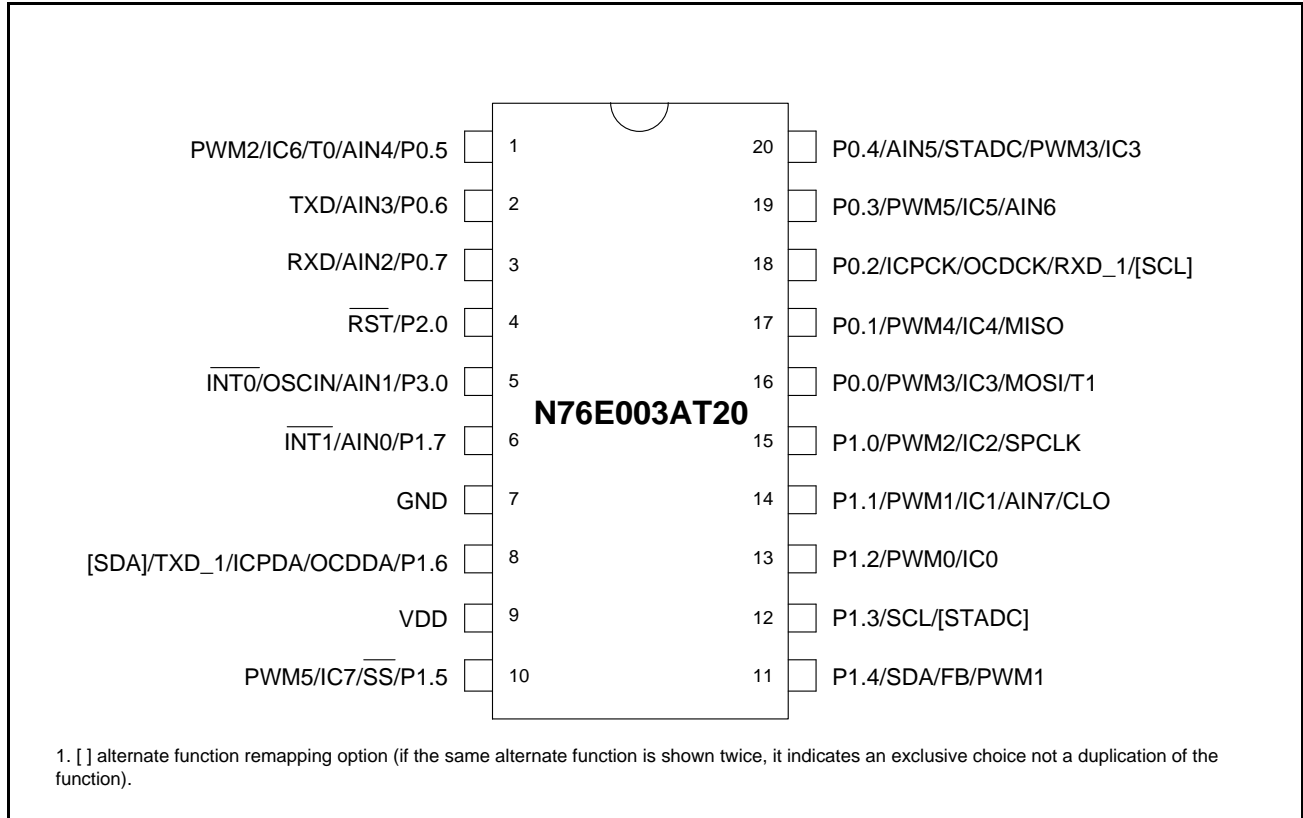 PWM2/IC6/T0/AIN4/P0.5 1 20 P0.4/AIN5/STADC/PWM3/IC3
TXD/AIN3/P0.6 2 19 P0.3/PWM5/IC5/AIN6
RXD/AIN2/P0.7 3 18 P0.2/ICPCK/OCDCK/RXD_1/[SCL]
RST/P2.0 4 17 P0.1/PWM4/IC4/MISO
INT0/OSCIN/AIN1/P3.0 5 16 P0.0/PWM3/IC3/MOSI/T1
N76E003AT20
INT1/AIN0/P1.7 6 15 P1.0/PWM2/IC2/SPCLK
GND 7 14 P1.1/PWM1/IC1/AIN7/CLO
[SDA]/TXD_1/ICPDA/OCDDA/P1.6 8 13 P1.2/PWM0/IC0
VDD 9 12 P1.3/SCL/[STADC]
PWM5/IC7/SS/P1.5 10 11 P1.4/SDA/FB/PWM1
1. [ ] alternate function remapping option (if the same alternate function is shown twice, it indicates an exclusive choice not a duplication of the
function).